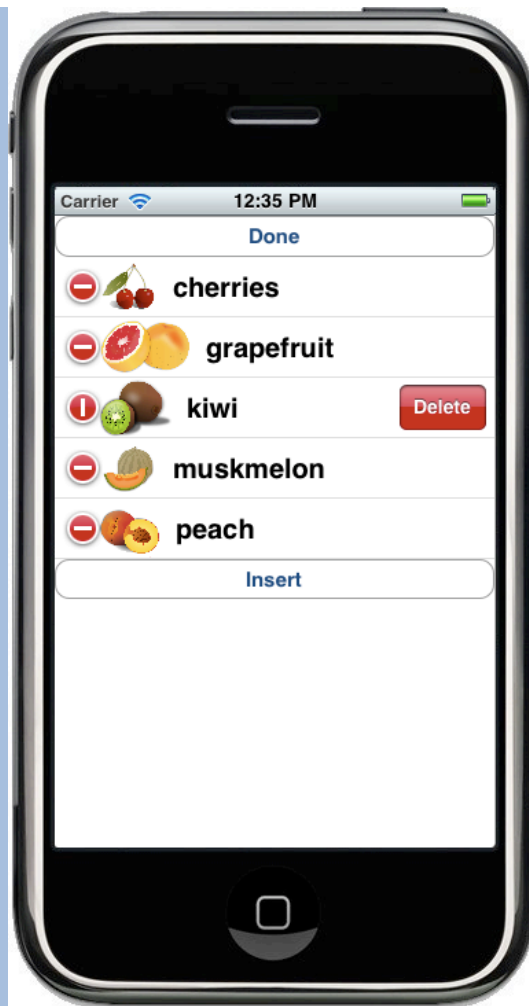 Carrier 12:35 PM
Done
cherries
grapefruit
kiwi Delete
muskmelon
peach
Insert